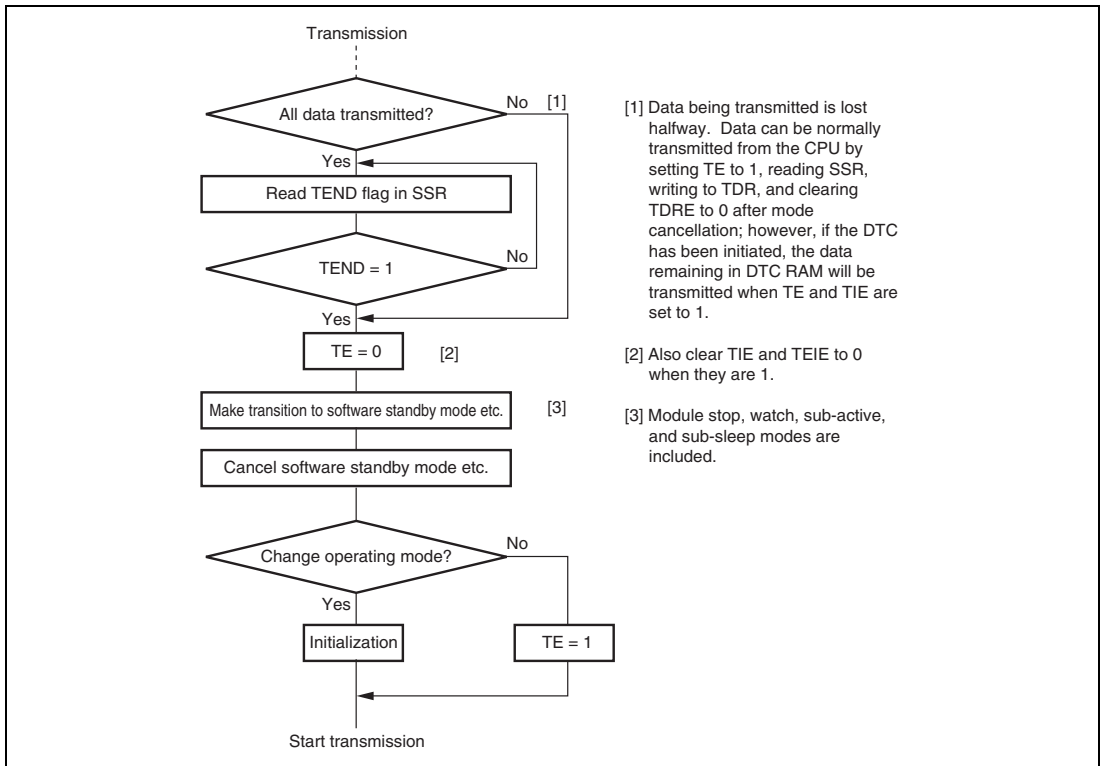 Transmission
All data transmitted?
No [1]
Yes
Read TEND flag in SSR
TEND = 1
No
Yes
TE = 0
[2]
Make transition to software standby mode etc.
[3]
Cancel software standby mode etc.
Change operating mode?
No
Yes
Initialization
TE = 1
Start transmission
[1] Data being transmitted is lost
halfway. Data can be normally
transmitted from the CPU by
setting TE to 1, reading SSR,
writing to TDR, and clearing
TDRE to 0 after mode
cancellation; however, if the DTC
has been initiated, the data
remaining in DTC RAM will be
transmitted when TE and TIE are
set to 1.
[2] Also clear TIE and TEIE to 0
when they are 1.
[3] Module stop, watch, sub-active,
and sub-sleep modes are
included.